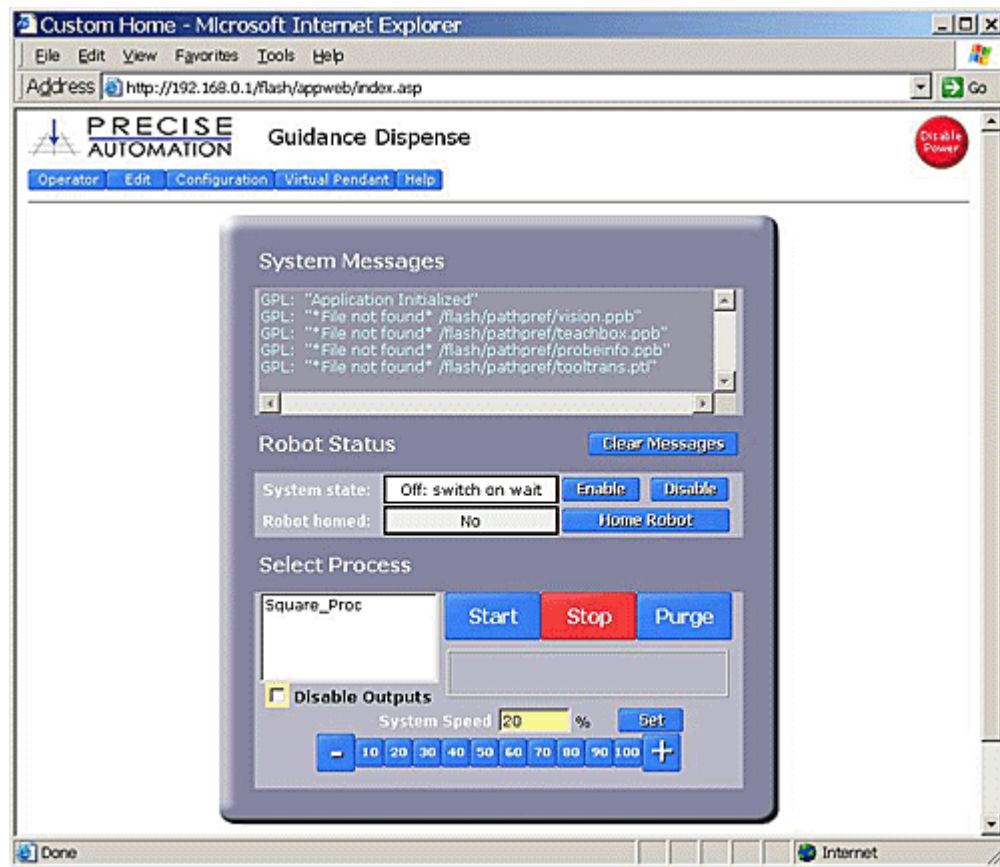 Custom Home - Microsoft Internet Explorer
File Edit View Favorites Tools Help
Address http://192.168.0.1/flash/appweb/index.asp Go
PRECISE
AUTOMATION
Guidance Dispense
Disable
Power
Operator Edit Configuration Virtual Pendant Help
System Messages
GPL: "Application Initialized"
GPL: "*File not found* /flash/pathpref/vision.ppb"
GPL: "*File not found* /flash/pathpref/teachbox.ppb"
GPL: "*File not found* /flash/pathpref/probeinfo.ppb"
GPL: "*File not found* /flash/pathpref/tooltrans.ptl"
Robot Status Clear Messages
System state: Off: switch on wait Enable Disable
Robot homed: No Home Robot
Select Process
Square_Proc
Start Stop Purge
Disable Outputs
System Speed 20 % Set
- 10 20 30 40 50 60 70 80 90 100 +
Done Internet